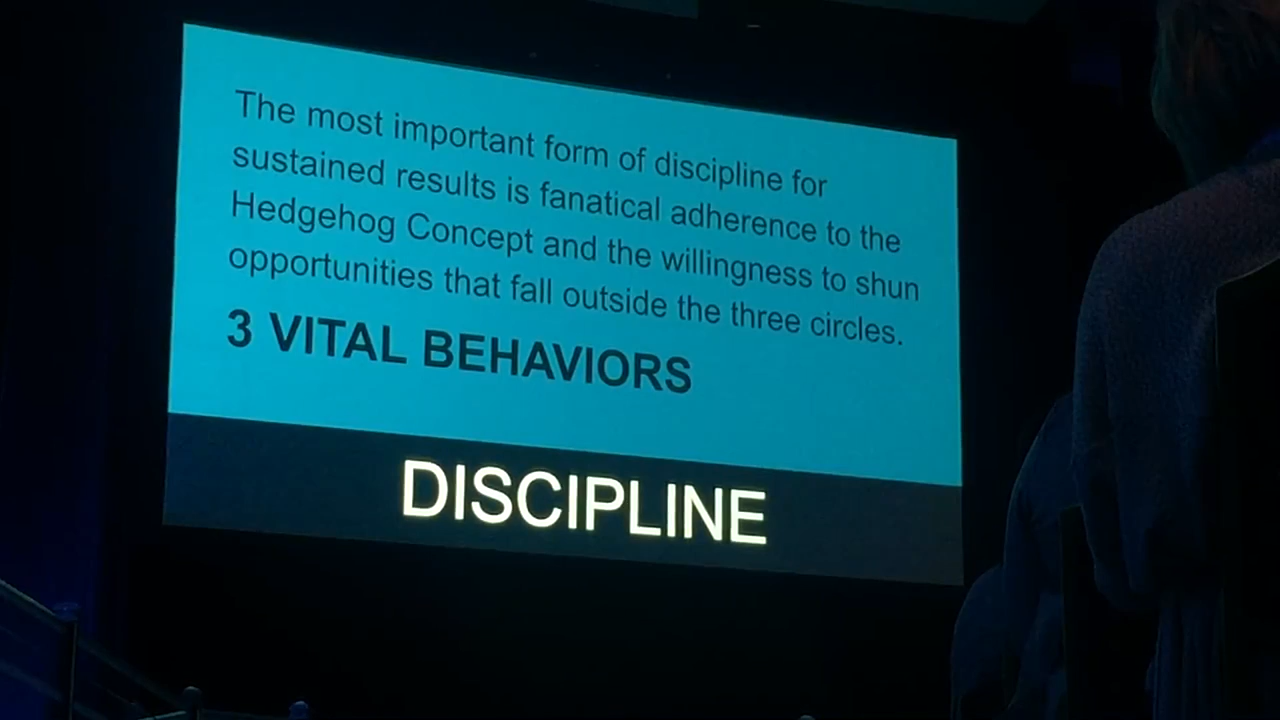 The most important form of discipline for
sustained results is fanatical adherence to the
Hedgehog Concept and the willingness to shun
opportunities that fall outside the three circles.
3 VITAL BEHAVIORS
DISCIPLINE